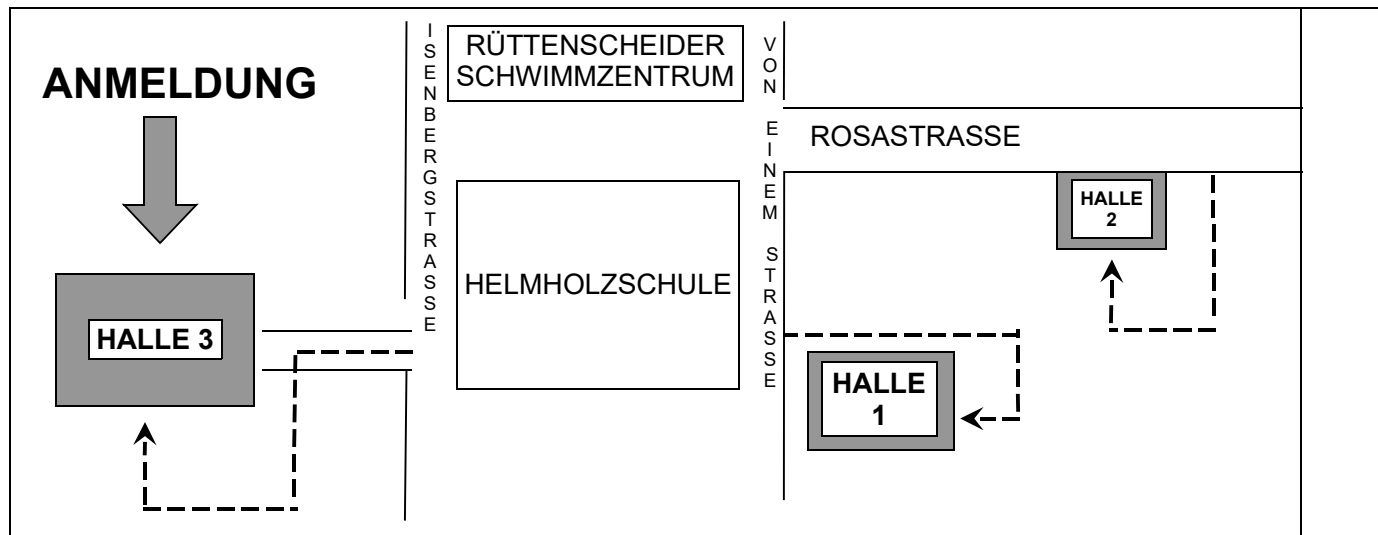 ANMELDUNG
HALLE 3
ISENBERGSTRASSE
RÜTTENSCHEIDER
SCHWIMMZENTRUM
HELMHOLZSCHULE
VON EINEM STRASSE
ROSASTRASSE
HALLE
2
HALLE
1